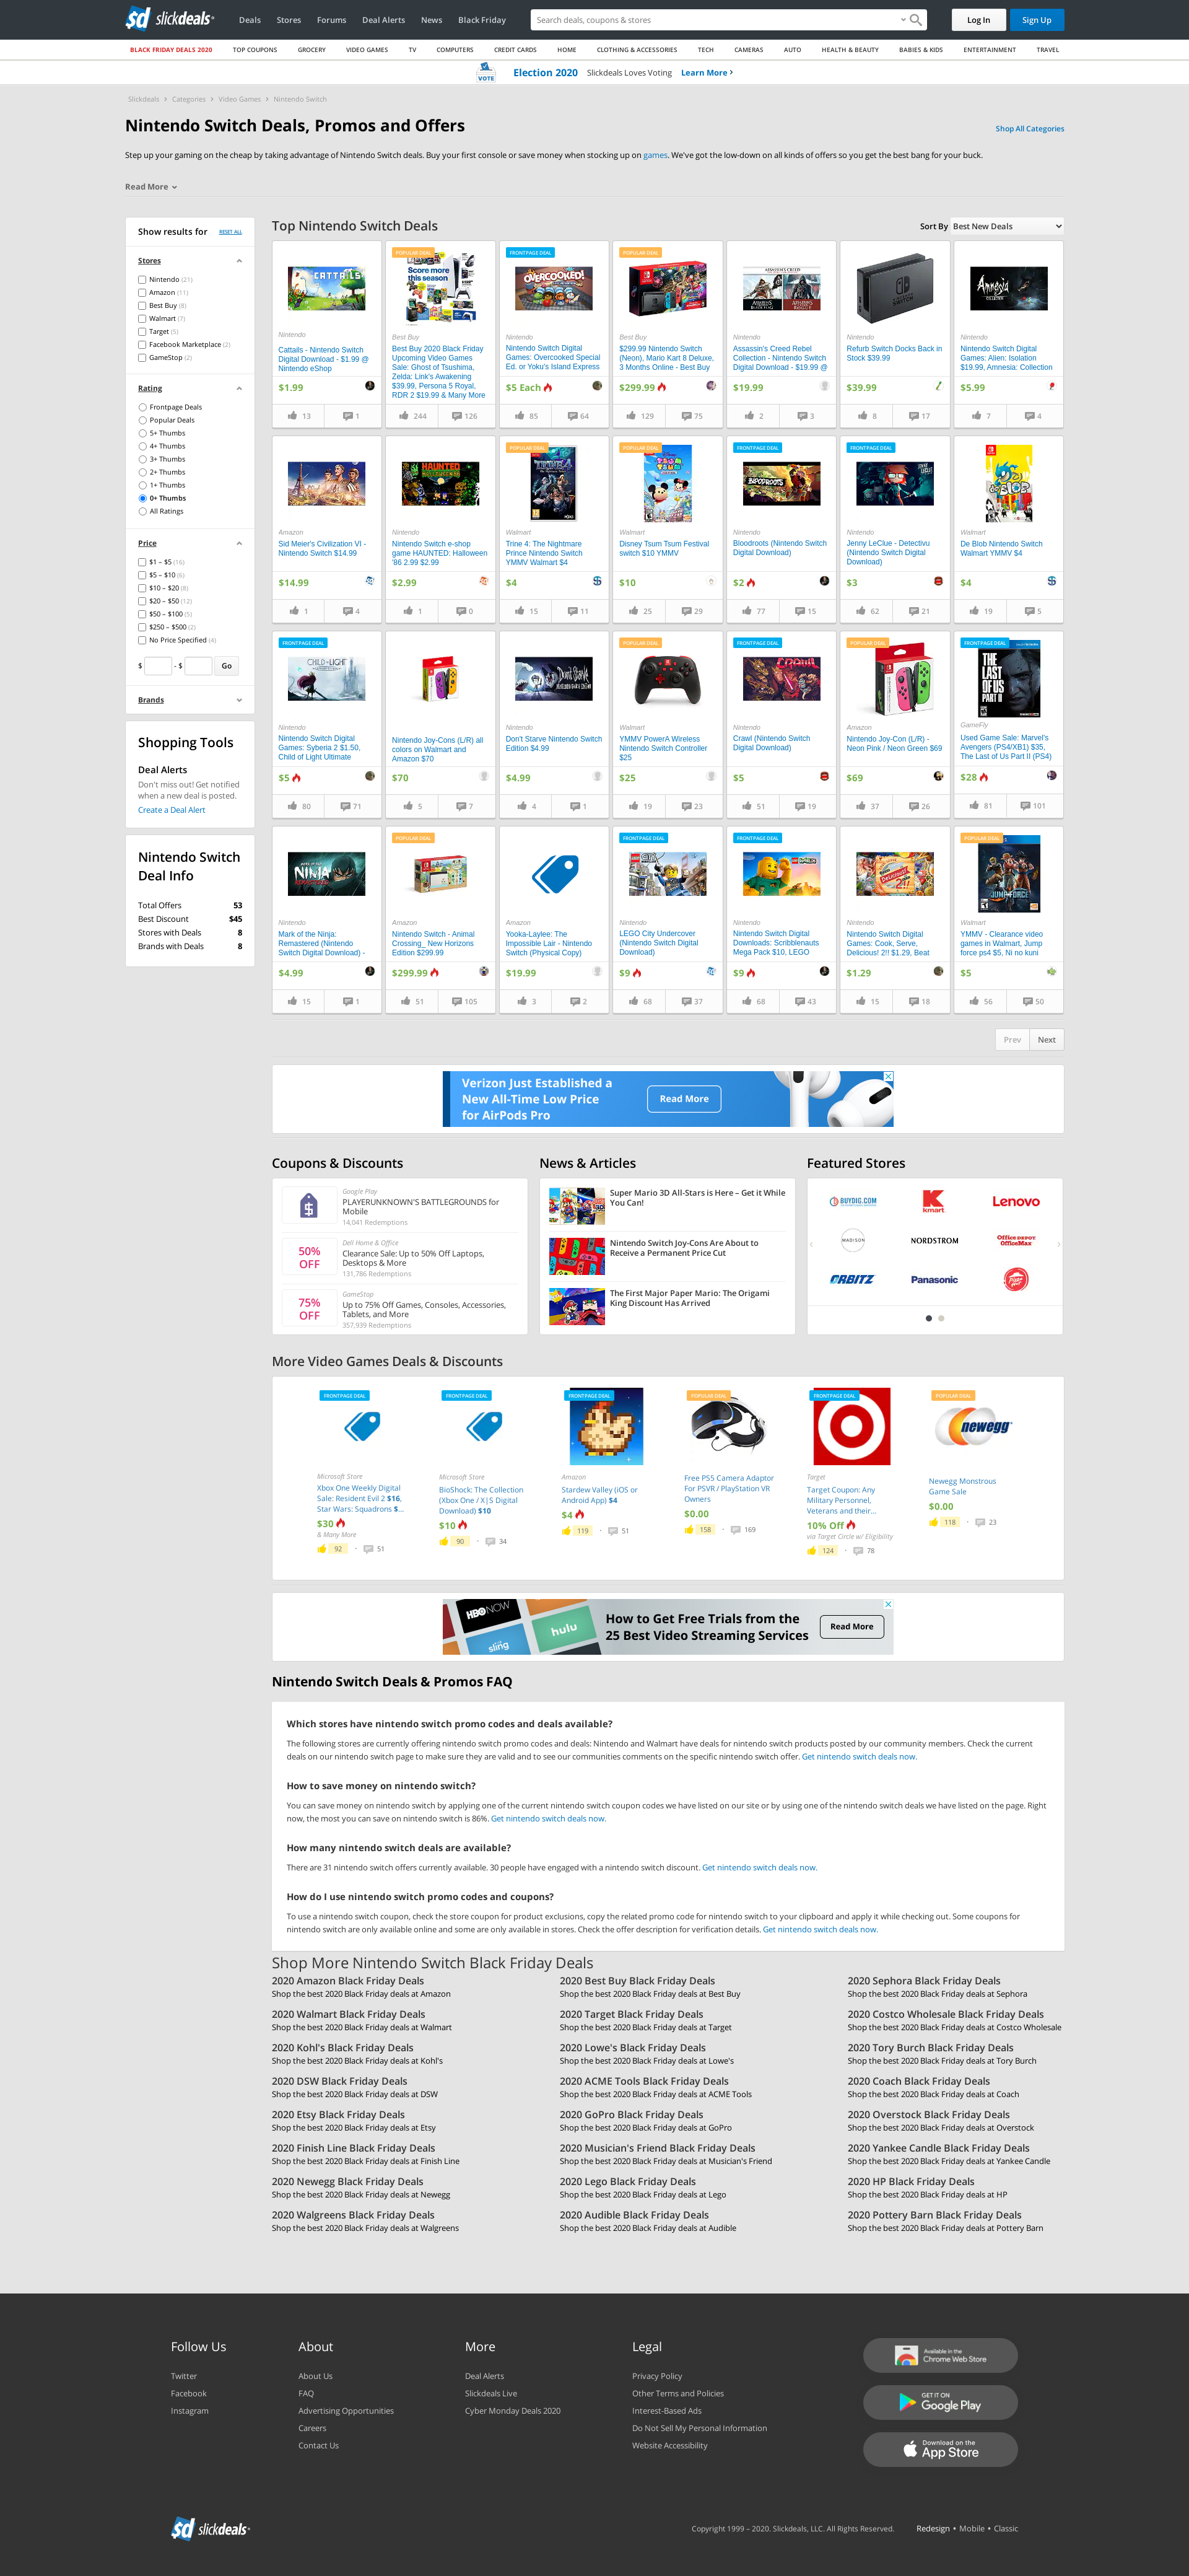 slickdeals
Deals
Stores
Forums
Deal Alerts
News
Black Friday
Search deals, coupons & stores
Log In
Sign Up
BLACK FRIDAY DEALS 2020
TOP COUPONS
GROCERY
VIDEO GAMES
TV
COMPUTERS
CREDIT CARDS
HOME
CLOTHING & ACCESSORIES
TECH
CAMERAS
AUTO
HEALTH & BEAUTY
BABIES & KIDS
ENTERTAINMENT
TRAVEL
VOTE
Election 2020 Slickdeals Loves Voting Learn More
Slickdeals > Categories > Video Games > Nintendo Switch
Nintendo Switch Deals, Promos and Offers
Shop All Categories
Step up your gaming on the cheap by taking advantage of Nintendo Switch deals. Buy your first console or save money when stocking up on games. We've got the low-down on all kinds of offers so you get the best bang for your buck.
Read More
Show results for RESET ALL
Stores
Nintendo (21)
Amazon (11)
Best Buy (8)
Walmart (7)
Target (5)
Facebook Marketplace (2)
GameStop (2)
Rating
Frontpage Deals
Popular Deals
5+ Thumbs
4+ Thumbs
3+ Thumbs
2+ Thumbs
1+ Thumbs
0+ Thumbs
All Ratings
Price
$1 – $5 (16)
$5 – $10 (6)
$10 – $20 (8)
$20 – $50 (12)
$50 – $100 (5)
$250 – $500 (2)
No Price Specified (4)
$ - $ Go
Brands
Shopping Tools
Deal Alerts
Don't miss out! Get notified
when a new deal is posted.
Create a Deal Alert
Nintendo Switch
Deal Info
Total Offers 53
Best Discount $45
Stores with Deals 8
Brands with Deals 8
Top Nintendo Switch Deals
Sort By Best New Deals
CATTAILS
Nintendo
Cattails - Nintendo Switch
Digital Download - $1.99 @
Nintendo eShop
$1.99
13 1
POPULAR DEAL
Score more
this season
Best Buy
Best Buy 2020 Black Friday
Upcoming Video Games
Sale: Ghost of Tsushima,
Zelda: Link's Awakening
$39.99, Persona 5 Royal,
RDR 2 $19.99 & Many More
244 126
FRONTPAGE DEAL
OVERCOOKED!
Nintendo
Nintendo Switch Digital
Games: Overcooked Special
Ed. or Yoku's Island Express
$5 Each
85 64
POPULAR DEAL
Best Buy
$299.99 Nintendo Switch
(Neon), Mario Kart 8 Deluxe,
3 Months Online - Best Buy
$299.99
129 75
Nintendo
Assassin's Creed Rebel
Collection - Nintendo Switch
Digital Download - $19.99 @
$19.99
2 3
Nintendo
Refurb Switch Docks Back in
Stock $39.99
$39.99
8 17
Amnesia
Nintendo
Nintendo Switch Digital
Games: Alien: Isolation
$19.99, Amnesia: Collection
$5.99
7 4
Amazon
Sid Meier's Civilization VI -
Nintendo Switch $14.99
$14.99
1 4
HAUNTED
Nintendo
Nintendo Switch e-shop
game HAUNTED: Halloween
'86 2.99 $2.99
$2.99
1 0
POPULAR DEAL
TRINE 4
Walmart
Trine 4: The Nightmare
Prince Nintendo Switch
YMMV Walmart $4
$4
15 11
POPULAR DEAL
Walmart
Disney Tsum Tsum Festival
switch $10 YMMV
$10
25 29
FRONTPAGE DEAL
Nintendo
Bloodroots (Nintendo Switch
Digital Download)
$2
77 15
FRONTPAGE DEAL
Nintendo
Jenny LeClue - Detectivu
(Nintendo Switch Digital
Download)
$3
62 21
Walmart
De Blob Nintendo Switch
Walmart YMMV $4
$4
19 5
FRONTPAGE DEAL
CHILD of LIGHT
Nintendo
Nintendo Switch Digital
Games: Syberia 2 $1.50,
Child of Light Ultimate
$5
80 71
Nintendo Joy-Cons (L/R) all
colors on Walmart and
Amazon $70
$70
5 7
Don't Starve
Nintendo
Don't Starve Nintendo Switch
Edition $4.99
$4.99
4 1
POPULAR DEAL
Walmart
YMMV PowerA Wireless
Nintendo Switch Controller
$25
$25
19 23
FRONTPAGE DEAL
CRAWL
Nintendo
Crawl (Nintendo Switch
Digital Download)
$5
51 19
POPULAR DEAL
Amazon
Nintendo Joy-Con (L/R) -
Neon Pink / Neon Green $69
$69
37 26
FRONTPAGE DEAL
THE
LAST
OF US
PART II
GameFly
Used Game Sale: Marvel's
Avengers (PS4/XB1) $35,
The Last of Us Part II (PS4)
$28
81 101
NINJA
Nintendo
Mark of the Ninja:
Remastered (Nintendo
Switch Digital Download) -
$4.99
15 1
POPULAR DEAL
Amazon
Nintendo Switch - Animal
Crossing_ New Horizons
Edition $299.99
$299.99
51 105
Amazon
Yooka-Laylee: The
Impossible Lair - Nintendo
Switch (Physical Copy)
$19.99
3 2
FRONTPAGE DEAL
Nintendo
LEGO City Undercover
(Nintendo Switch Digital
Download)
$9
68 37
FRONTPAGE DEAL
Nintendo
Nintendo Switch Digital
Downloads: Scribblenauts
Mega Pack $10, LEGO
$9
68 43
Nintendo
Nintendo Switch Digital
Games: Cook, Serve,
Delicious! 2!! $1.29, Beat
$1.29
15 18
POPULAR DEAL
JUMP FORCE
Walmart
YMMV - Clearance video
games in Walmart, Jump
force ps4 $5, Ni no kuni
$5
56 50
Prev Next
Verizon Just Established a
New All-Time Low Price
for AirPods Pro
Read More
Coupons & Discounts
Google Play
PLAYERUNKNOWN'S BATTLEGROUNDS for
Mobile
14,041 Redemptions
50%
OFF
Dell Home & Office
Clearance Sale: Up to 50% Off Laptops,
Desktops & More
131,786 Redemptions
75%
OFF
GameStop
Up to 75% Off Games, Consoles, Accessories,
Tablets, and More
357,939 Redemptions
News & Articles
Super Mario 3D All-Stars is Here – Get it While
You Can!
Nintendo Switch Joy-Cons Are About to
Receive a Permanent Price Cut
The First Major Paper Mario: The Origami
King Discount Has Arrived
Featured Stores
BUYDIG.COM
kmart
Lenovo
MADISON
NORDSTROM
Office DEPOT
OfficeMax
ORBITZ
Panasonic
More Video Games Deals & Discounts
FRONTPAGE DEAL
Microsoft Store
Xbox One Weekly Digital
Sale: Resident Evil 2 $16,
Star Wars: Squadrons $...
$30
& Many More
92 51
FRONTPAGE DEAL
Microsoft Store
BioShock: The Collection
(Xbox One / X|S Digital
Download) $10
$10
90 34
FRONTPAGE DEAL
Amazon
Stardew Valley (iOS or
Android App) $4
$4
119 51
POPULAR DEAL
Free PS5 Camera Adaptor
For PSVR / PlayStation VR
Owners
$0.00
158 169
FRONTPAGE DEAL
Target
Target Coupon: Any
Military Personnel,
Veterans and their...
10% Off
via Target Circle w/ Eligibility
124 78
POPULAR DEAL
newegg
Newegg Monstrous
Game Sale
$0.00
118 23
HBO NOW
hulu
sling
How to Get Free Trials from the
25 Best Video Streaming Services
Read More
Nintendo Switch Deals & Promos FAQ
Which stores have nintendo switch promo codes and deals available?
The following stores are currently offering nintendo switch promo codes and deals: Nintendo and Walmart have deals for nintendo switch products posted by our community members. Check the current
deals on our nintendo switch page to make sure they are valid and to see our communities comments on the specific nintendo switch offer. Get nintendo switch deals now.
How to save money on nintendo switch?
You can save money on nintendo switch by applying one of the current nintendo switch coupon codes we have listed on our site or by using one of the nintendo switch deals we have listed on the page. Right
now, the most you can save on nintendo switch is 86%. Get nintendo switch deals now.
How many nintendo switch deals are available?
There are 31 nintendo switch offers currently available. 30 people have engaged with a nintendo switch discount. Get nintendo switch deals now.
How do I use nintendo switch promo codes and coupons?
To use a nintendo switch coupon, check the store coupon for product exclusions, copy the related promo code for nintendo switch to your clipboard and apply it while checking out. Some coupons for
nintendo switch are only available online and some are only available in stores. Check the offer description for verification details. Get nintendo switch deals now.
Shop More Nintendo Switch Black Friday Deals
2020 Amazon Black Friday Deals
Shop the best 2020 Black Friday deals at Amazon
2020 Best Buy Black Friday Deals
Shop the best 2020 Black Friday deals at Best Buy
2020 Sephora Black Friday Deals
Shop the best 2020 Black Friday deals at Sephora
2020 Walmart Black Friday Deals
Shop the best 2020 Black Friday deals at Walmart
2020 Target Black Friday Deals
Shop the best 2020 Black Friday deals at Target
2020 Costco Wholesale Black Friday Deals
Shop the best 2020 Black Friday deals at Costco Wholesale
2020 Kohl's Black Friday Deals
Shop the best 2020 Black Friday deals at Kohl's
2020 Lowe's Black Friday Deals
Shop the best 2020 Black Friday deals at Lowe's
2020 Tory Burch Black Friday Deals
Shop the best 2020 Black Friday deals at Tory Burch
2020 DSW Black Friday Deals
Shop the best 2020 Black Friday deals at DSW
2020 ACME Tools Black Friday Deals
Shop the best 2020 Black Friday deals at ACME Tools
2020 Coach Black Friday Deals
Shop the best 2020 Black Friday deals at Coach
2020 Etsy Black Friday Deals
Shop the best 2020 Black Friday deals at Etsy
2020 GoPro Black Friday Deals
Shop the best 2020 Black Friday deals at GoPro
2020 Overstock Black Friday Deals
Shop the best 2020 Black Friday deals at Overstock
2020 Finish Line Black Friday Deals
Shop the best 2020 Black Friday deals at Finish Line
2020 Musician's Friend Black Friday Deals
Shop the best 2020 Black Friday deals at Musician's Friend
2020 Yankee Candle Black Friday Deals
Shop the best 2020 Black Friday deals at Yankee Candle
2020 Newegg Black Friday Deals
Shop the best 2020 Black Friday deals at Newegg
2020 Lego Black Friday Deals
Shop the best 2020 Black Friday deals at Lego
2020 HP Black Friday Deals
Shop the best 2020 Black Friday deals at HP
2020 Walgreens Black Friday Deals
Shop the best 2020 Black Friday deals at Walgreens
2020 Audible Black Friday Deals
Shop the best 2020 Black Friday deals at Audible
2020 Pottery Barn Black Friday Deals
Shop the best 2020 Black Friday deals at Pottery Barn
Follow Us
Twitter
Facebook
Instagram
About
About Us
FAQ
Advertising Opportunities
Careers
Contact Us
More
Deal Alerts
Slickdeals Live
Cyber Monday Deals 2020
Legal
Privacy Policy
Other Terms and Policies
Interest-Based Ads
Do Not Sell My Personal Information
Website Accessibility
Available in the
Chrome Web Store
GET IT ON
Google Play
Download on the
App Store
slickdeals
Copyright 1999 – 2020. Slickdeals, LLC. All Rights Reserved.
Redesign • Mobile • Classic